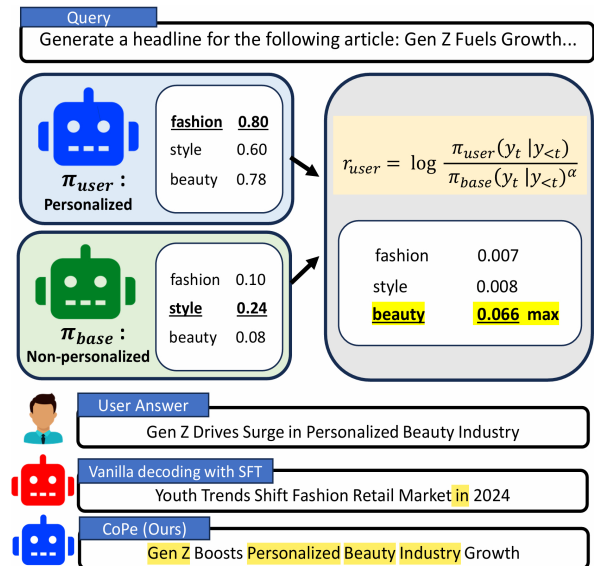 Query
Generate a headline for the following article: Gen Z Fuels Growth...
fashion 0.80
style 0.60
beauty 0.78
π_user :
Personalized
fashion 0.10
style 0.24
beauty 0.08
π_base :
Non-personalized
r_user = log π_user(y_t |y_<t) / π_base(y_t |y_<t)^α
fashion 0.007
style 0.008
beauty 0.066 max
User Answer
Gen Z Drives Surge in Personalized Beauty Industry
Vanilla decoding with SFT
Youth Trends Shift Fashion Retail Market in 2024
CoPe (Ours)
Gen Z Boosts Personalized Beauty Industry Growth